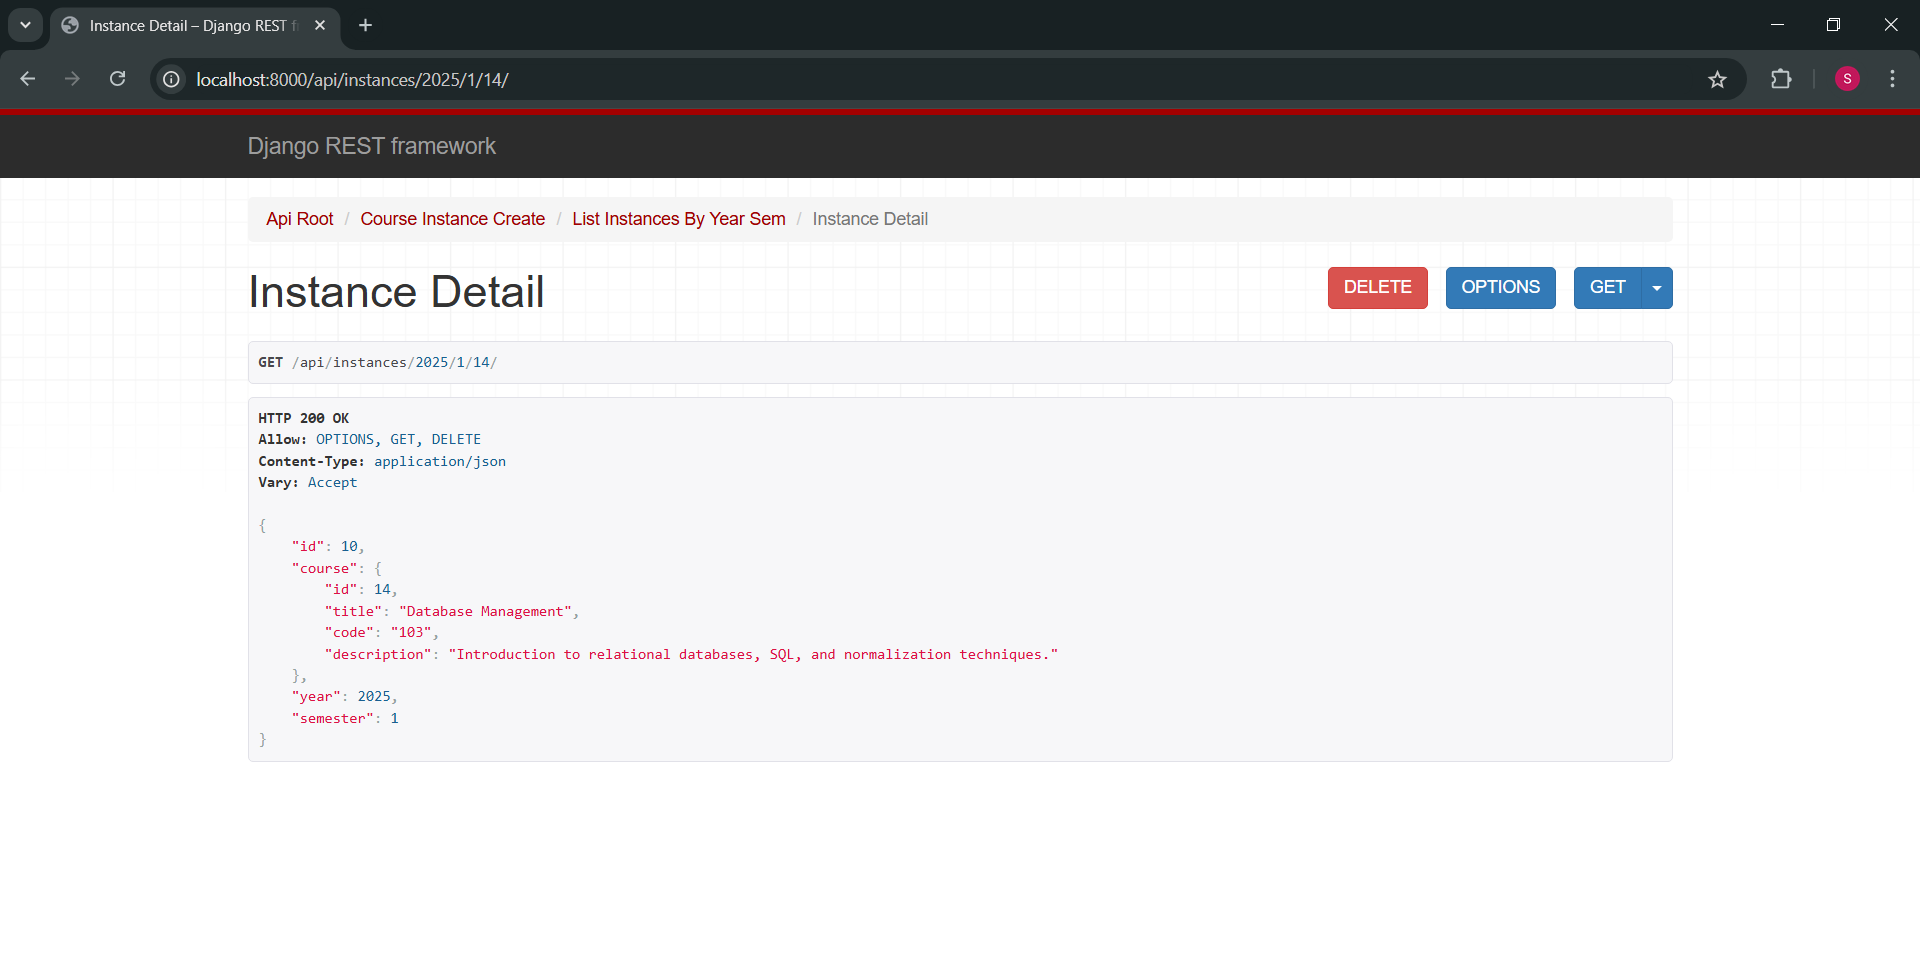 Instance Detail – Django REST f
localhost:8000/api/instances/2025/1/14/
S
Django REST framework
Api Root / Course Instance Create / List Instances By Year Sem / Instance Detail
Instance Detail
DELETE
OPTIONS
GET
GET /api/instances/2025/1/14/
HTTP 200 OK
Allow: OPTIONS, GET, DELETE
Content-Type: application/json
Vary: Accept
{
    "id": 10,
    "course": {
        "id": 14,
        "title": "Database Management",
        "code": "103",
        "description": "Introduction to relational databases, SQL, and normalization techniques."
    },
    "year": 2025,
    "semester": 1
}